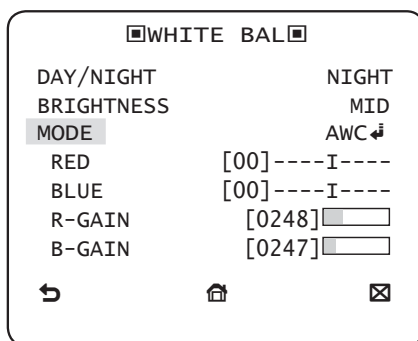 ▣WHITE BAL▣
DAY/NIGHT NIGHT
BRIGHTNESS MID
MODE AWC↲
RED [00]----I----
BLUE [00]----I----
R-GAIN [0248]
B-GAIN [0247]